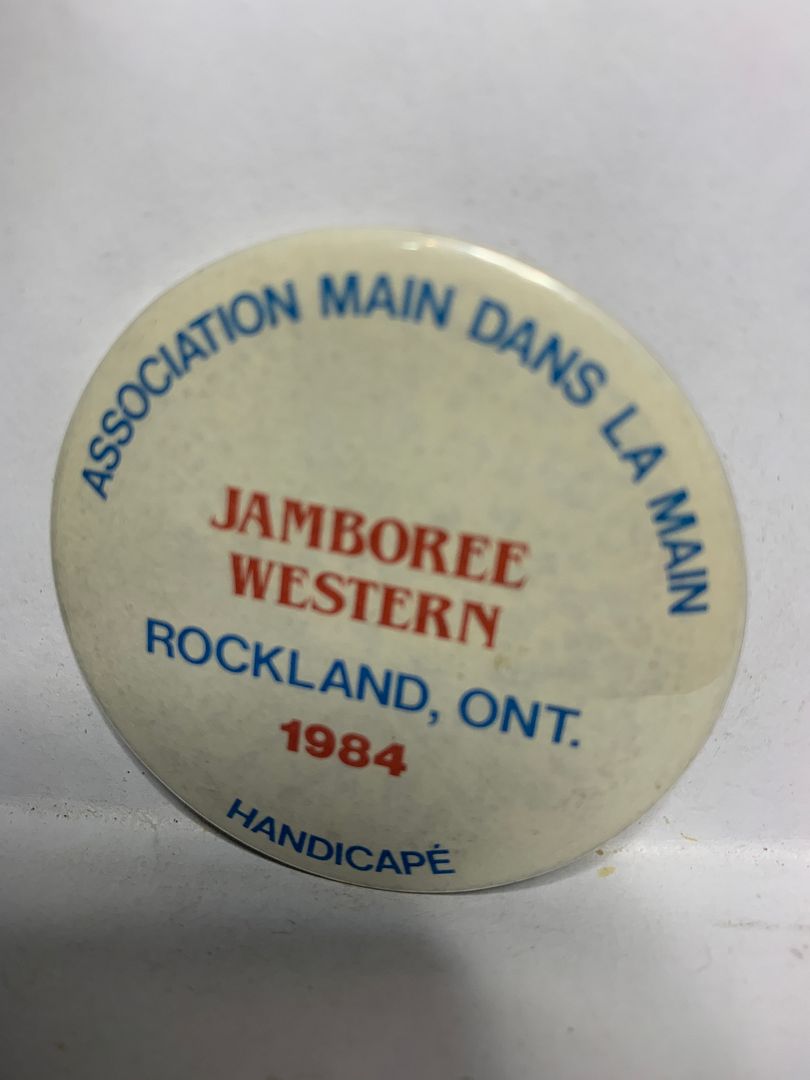 ASSOCIATION MAIN DANS LA MAIN
JAMBOREE
WESTERN
ROCKLAND, ONT.
1984
HANDICAPÉ